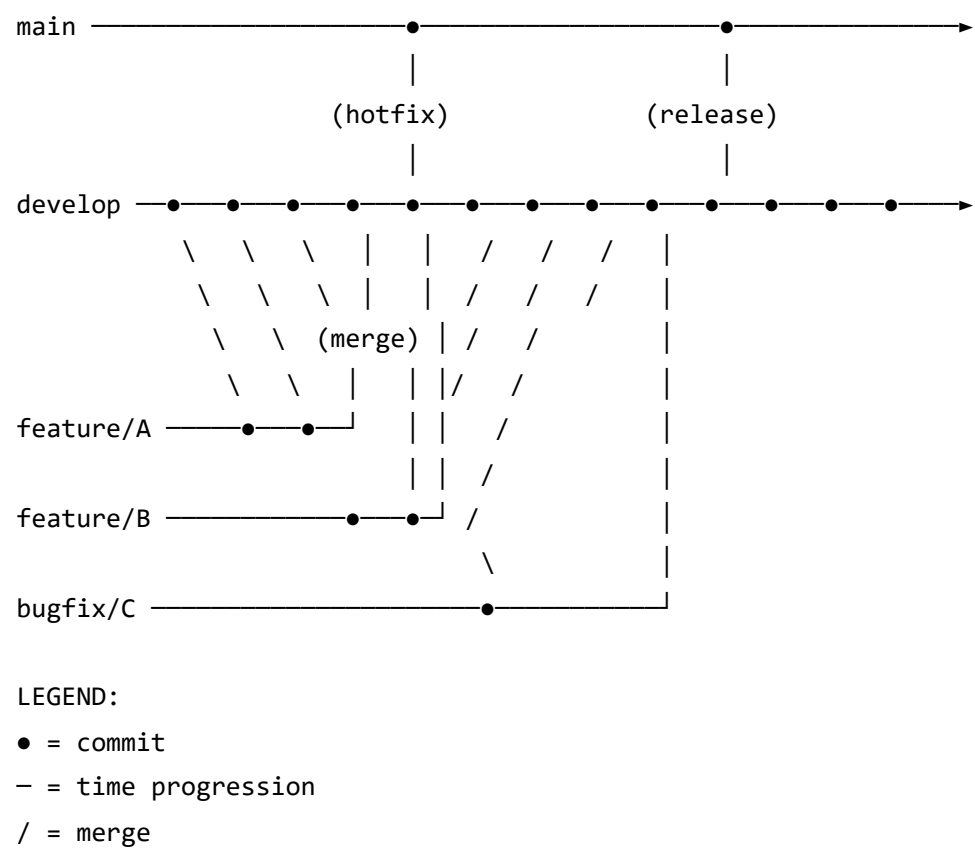 main
(hotfix) (release)
develop
(merge)
feature/A
feature/B
bugfix/C
LEGEND:
● = commit
─ = time progression
/ = merge